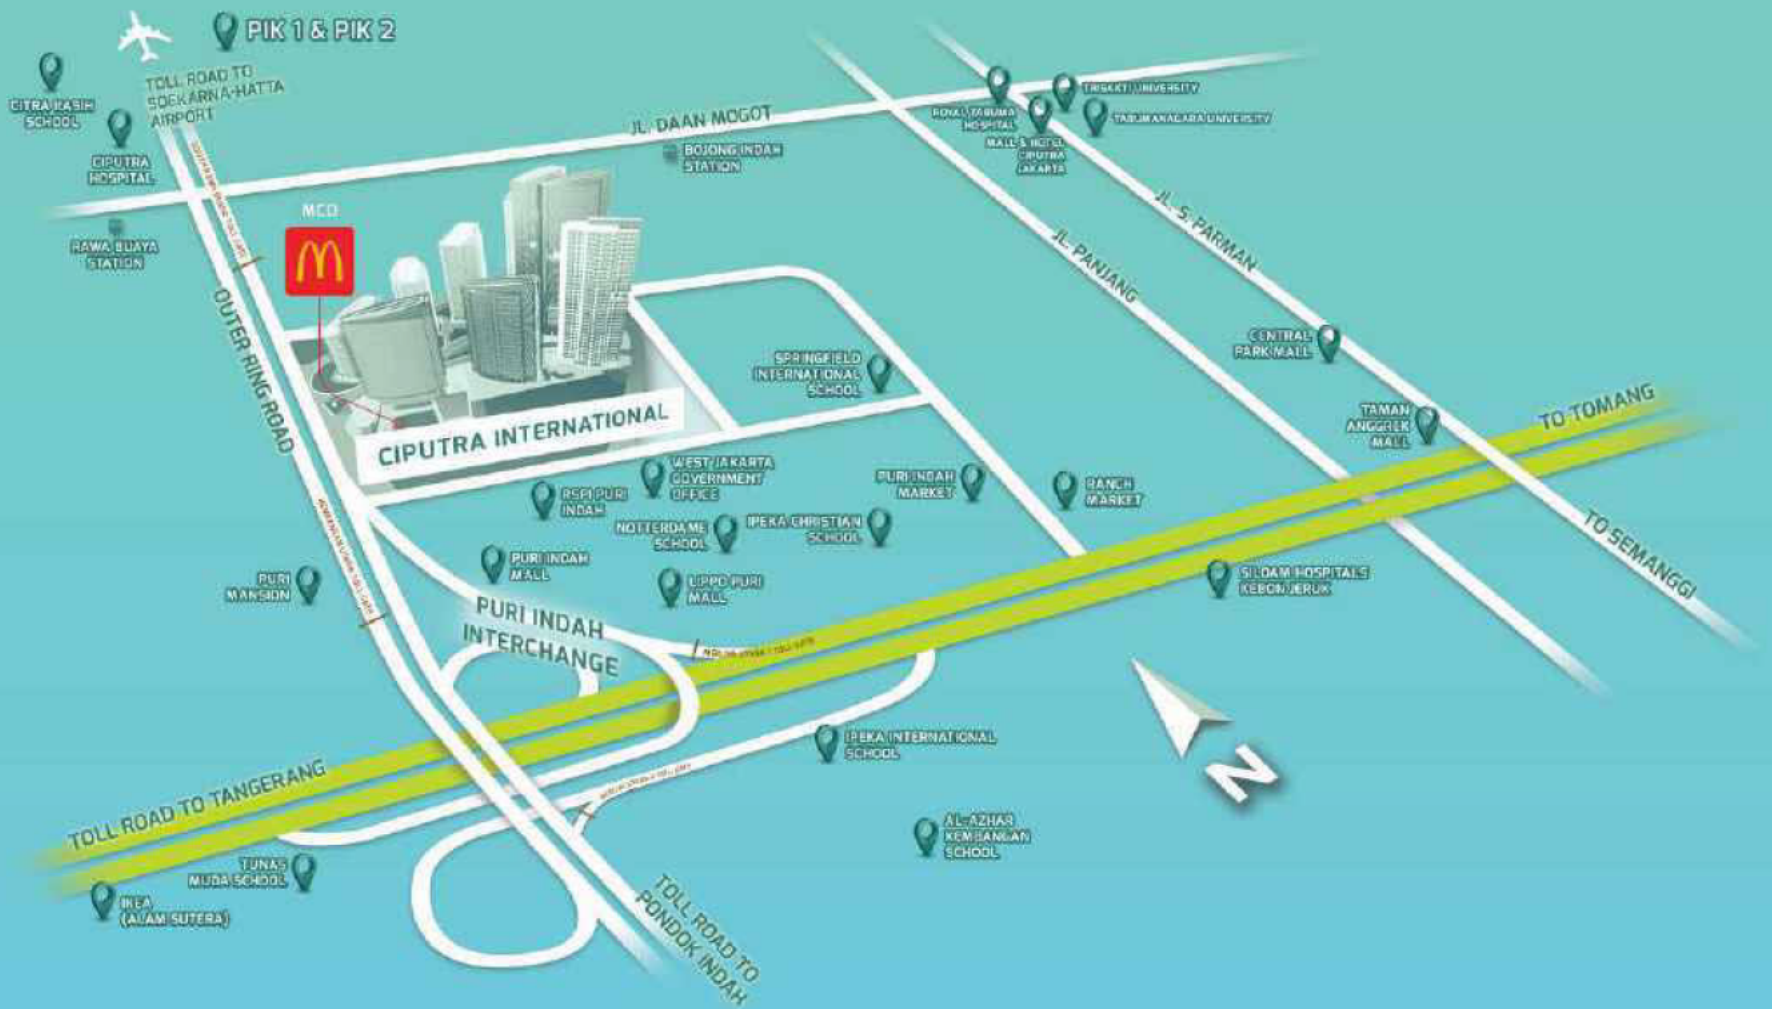 PIK 1 & PIK 2
CITRA KASIH
SCHOOL
TOLL ROAD TO
SOEKARNA-HATTA
AIRPORT
CIPUTRA
HOSPITAL
RAWA BUAYA
STATION
MCD
JL. DAAN MOGOT
BOJONG INDAH
STATION
ROYAL TARUMA
HOSPITAL
MALL & HOTEL
CIPUTRA
JAKARTA
TRISAKTI UNIVERSITY
TARUMANAGARA UNIVERSITY
JL. S. PARMAN
JL. PANJANG
OUTER RING ROAD
CIPUTRA INTERNATIONAL
SPRINGFIELD
INTERNATIONAL
SCHOOL
CENTRAL
PARK MALL
TAMAN
ANGGREK
MALL
TO TOMANG
TO SEMANGGI
RSPI PURI
INDAH
WEST JAKARTA
GOVERNMENT
OFFICE
NOTTERDAME
SCHOOL
IPEKA CHRISTIAN
SCHOOL
PURI INDAH
MARKET
RANCH
MARKET
PURI
MANSION
PURI INDAH
MALL
LIPPO PURI
MALL
SILOAM HOSPITALS
KEBON JERUK
PURI INDAH
INTERCHANGE
IPEKA INTERNATIONAL
SCHOOL
N
AL-AZHAR
KEMBANGAN
SCHOOL
TOLL ROAD TO TANGERANG
TUNAS
MUDA SCHOOL
IKEA
(ALAM SUTERA)
TOLL ROAD TO
PONDOK INDAH